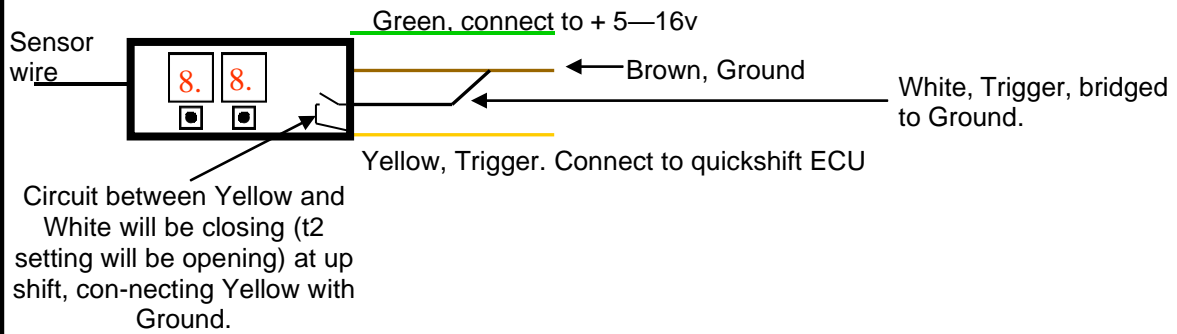 Green, connect to + 5—16v
Sensor
wire
8. 8.
Brown, Ground
White, Trigger, bridged
to Ground.
Yellow, Trigger. Connect to quickshift ECU
Circuit between Yellow and
White will be closing (t2
setting will be opening) at up
shift, con-necting Yellow with
Ground.